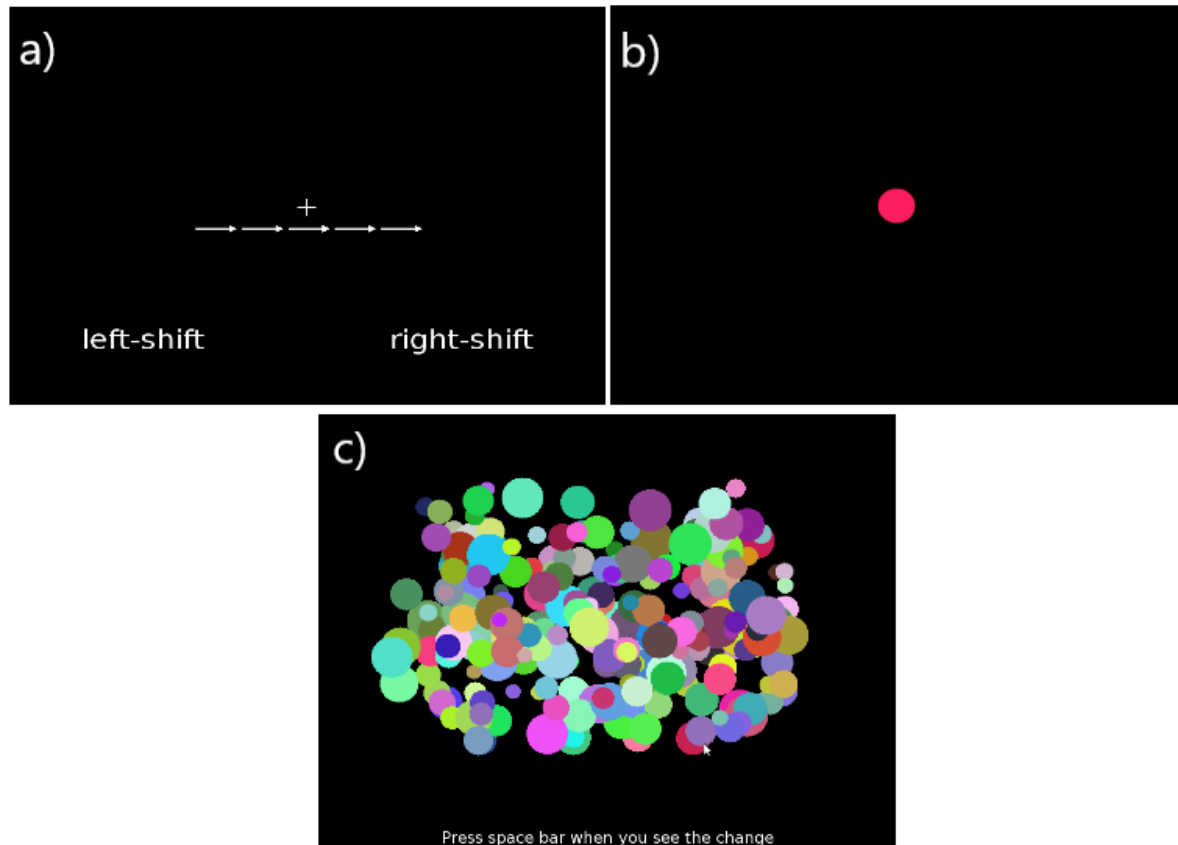 a)
left-shift right-shift
b)
c)
Press space bar when you see the change